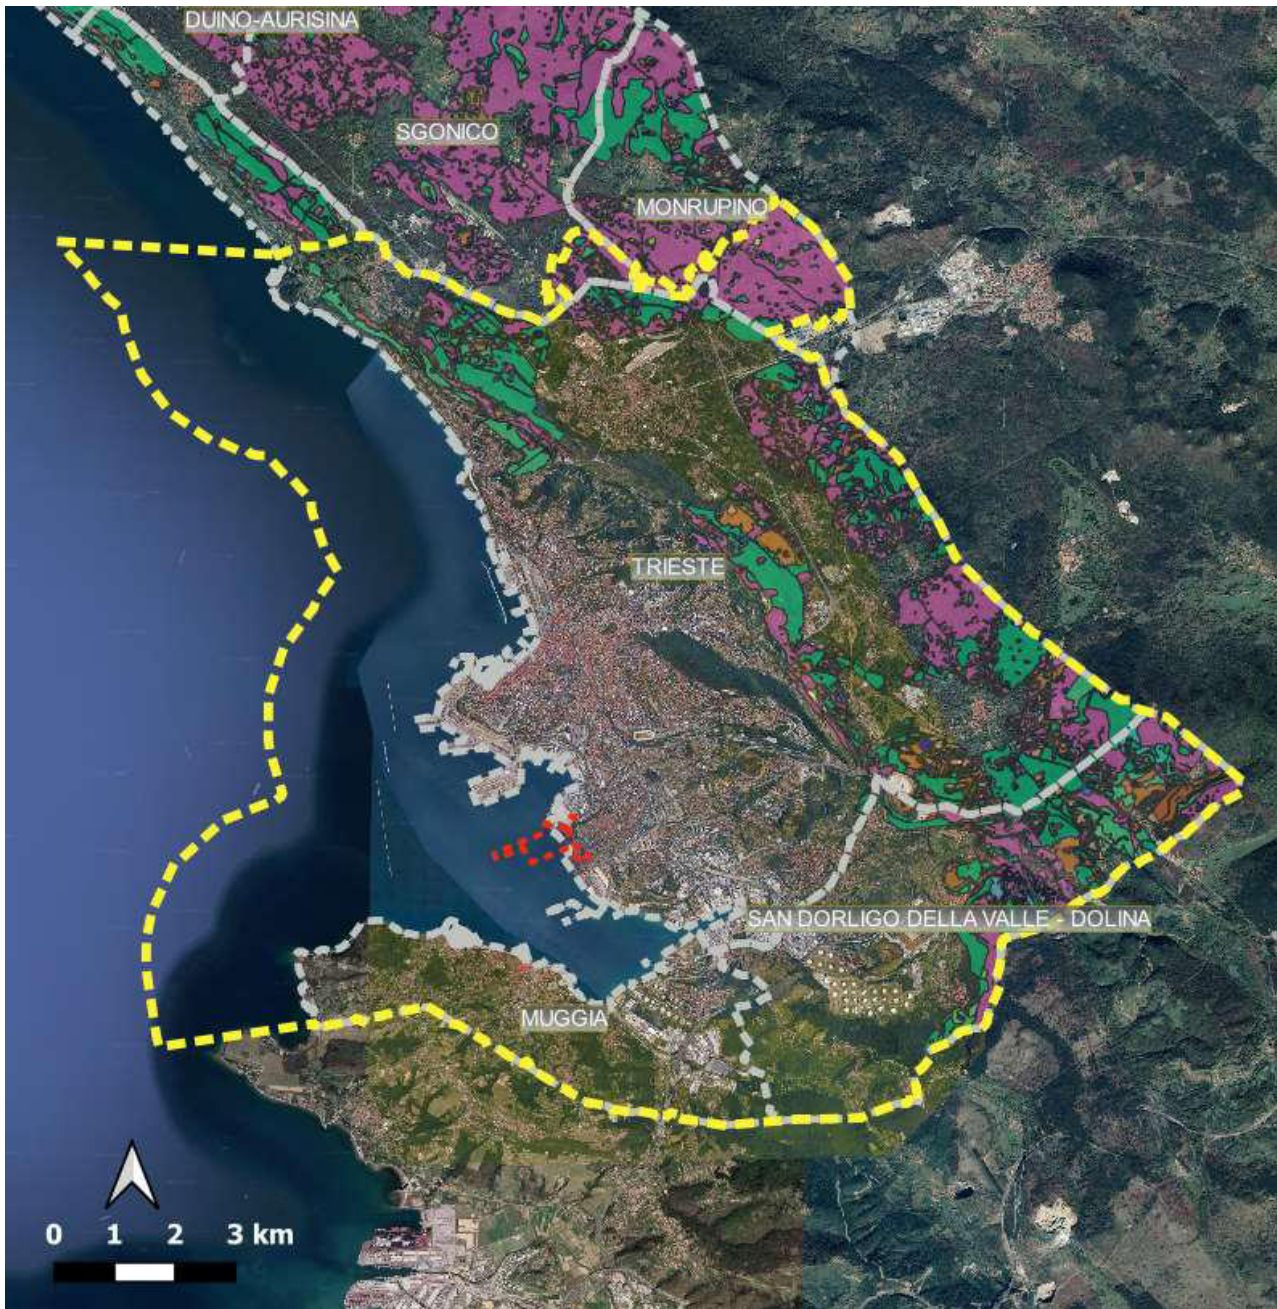 DUINO-AURISINA
SGONICO
MONRUPINO
TRIESTE
SAN DORLIGO DELLA VALLE - DOLINA
MUGGIA
0 1 2 3 km